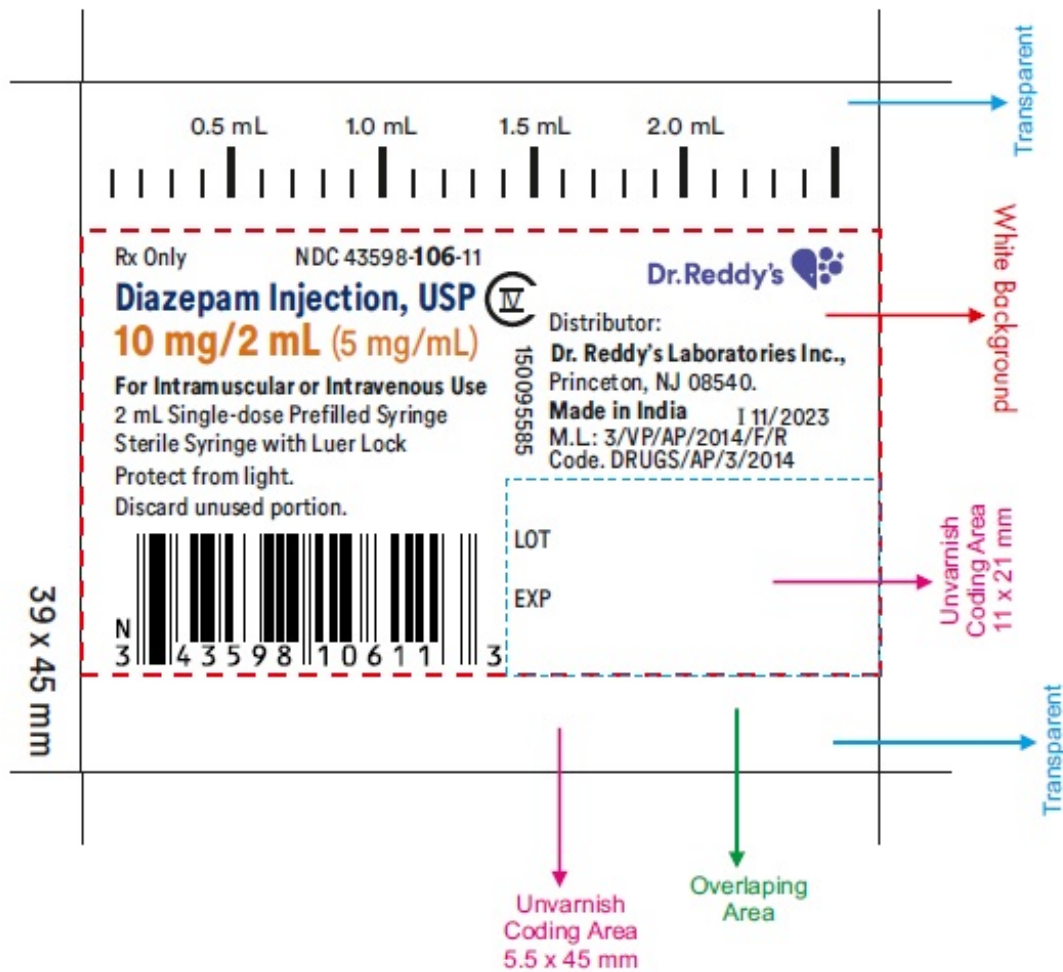 0.5 mL 1.0 mL 1.5 mL 2.0 mL
Transparent
White Background
Rx Only NDC 43598-106-11
Diazepam Injection, USP CIV
10 mg/2 mL (5 mg/mL)
For Intramuscular or Intravenous Use
2 mL Single-dose Prefilled Syringe
Sterile Syringe with Luer Lock
Protect from light.
Discard unused portion.
N
3 43598 10611 3
150095585
Dr.Reddy's
Distributor:
Dr. Reddy's Laboratories Inc.,
Princeton, NJ 08540.
Made in India I 11/2023
M.L.: 3/VP/AP/2014/F/R
Code. DRUGS/AP/3/2014
LOT
EXP
Unvarnish
Coding Area
11 x 21 mm
39 x 45 mm
Transparent
Unvarnish
Coding Area
5.5 x 45 mm
Overlaping
Area